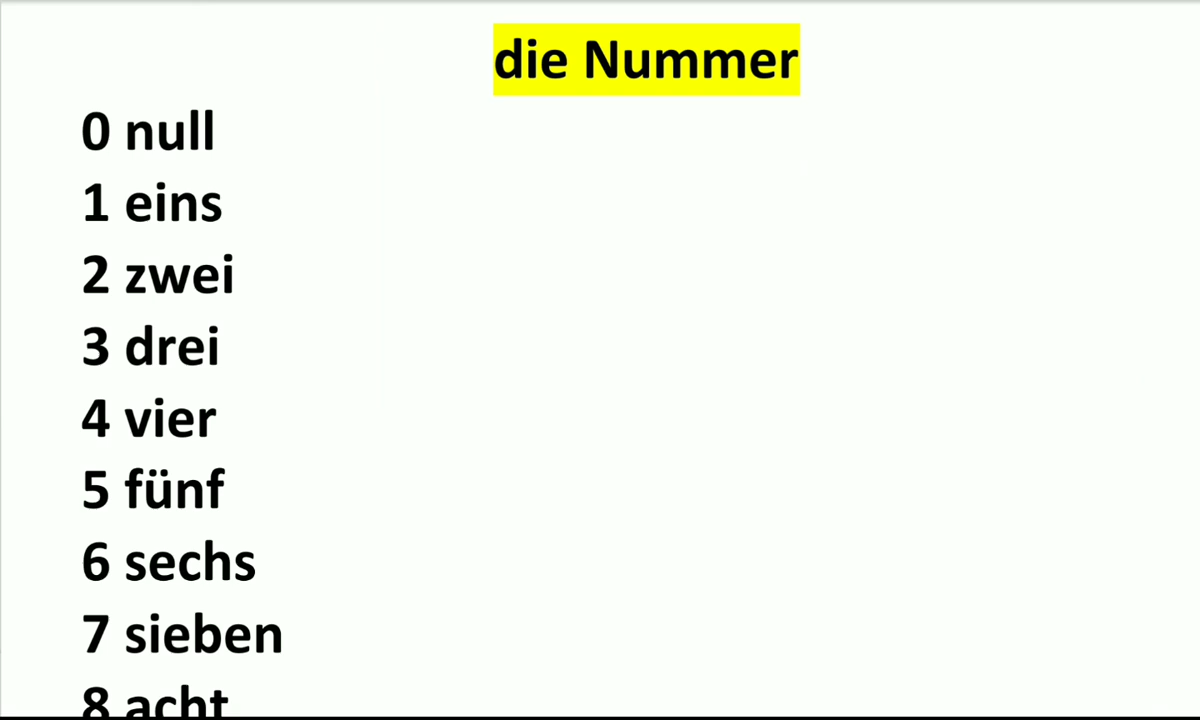 die Nummer
0 null
1 eins
2 zwei
3 drei
4 vier
5 fünf
6 sechs
7 sieben
8 acht